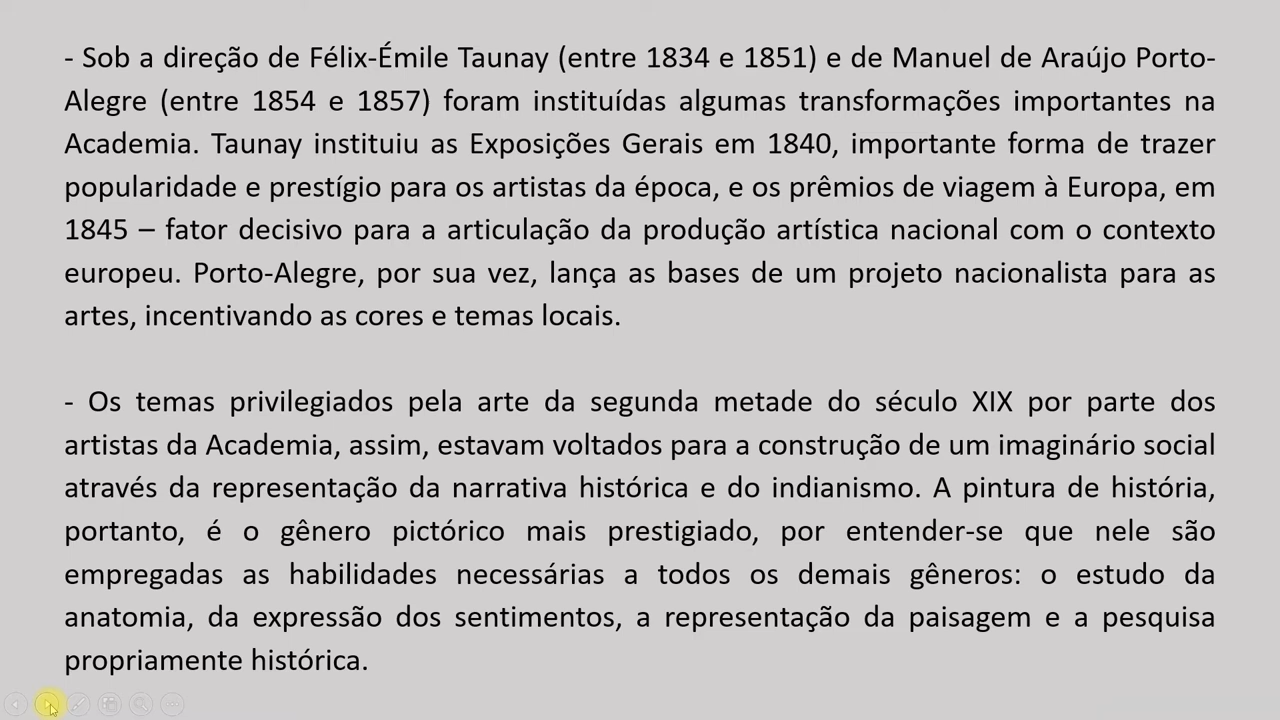 - Sob a direção de Félix-Émile Taunay (entre 1834 e 1851) e de Manuel de Araújo Porto-
Alegre (entre 1854 e 1857) foram instituídas algumas transformações importantes na
Academia. Taunay instituiu as Exposições Gerais em 1840, importante forma de trazer
popularidade e prestígio para os artistas da época, e os prêmios de viagem à Europa, em
1845 – fator decisivo para a articulação da produção artística nacional com o contexto
europeu. Porto-Alegre, por sua vez, lança as bases de um projeto nacionalista para as
artes, incentivando as cores e temas locais.
- Os temas privilegiados pela arte da segunda metade do século XIX por parte dos
artistas da Academia, assim, estavam voltados para a construção de um imaginário social
através da representação da narrativa histórica e do indianismo. A pintura de história,
portanto, é o gênero pictórico mais prestigiado, por entender-se que nele são
empregadas as habilidades necessárias a todos os demais gêneros: o estudo da
anatomia, da expressão dos sentimentos, a representação da paisagem e a pesquisa
propriamente histórica.